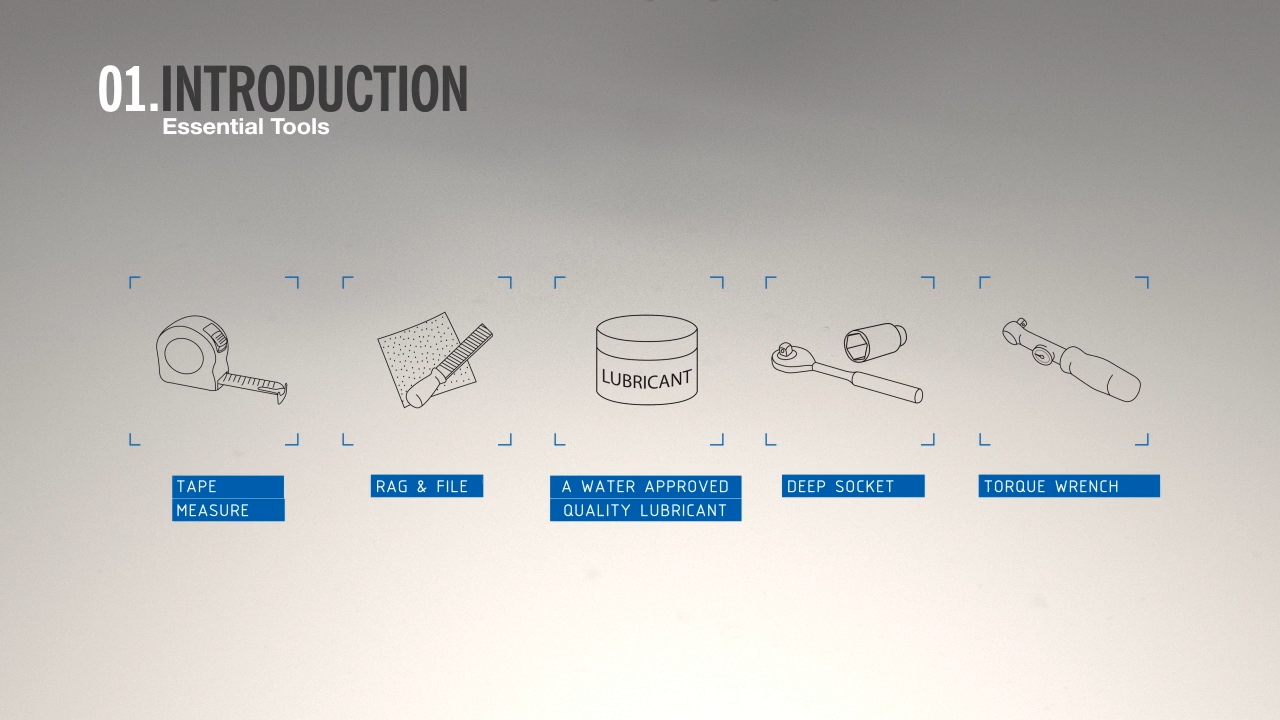 01.INTRODUCTION
Essential Tools
LUBRICANT
TAPE
MEASURE
RAG & FILE
A WATER APPROVED
QUALITY LUBRICANT
DEEP SOCKET
TORQUE WRENCH